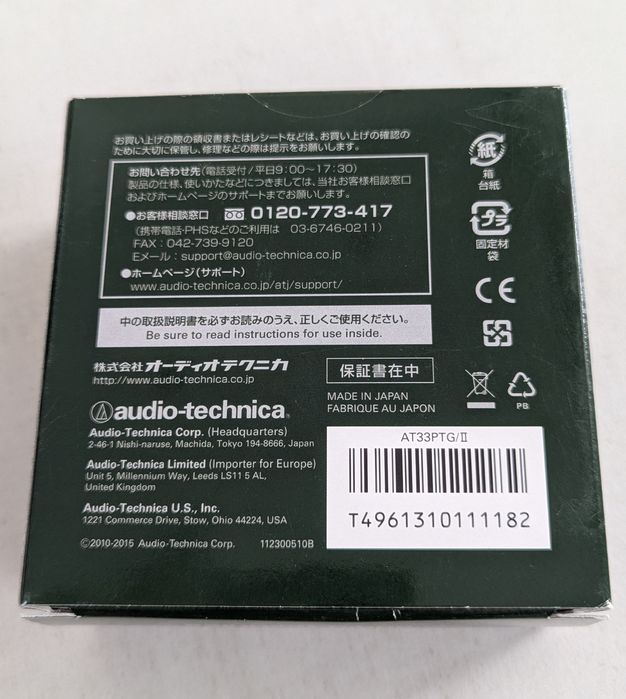 お買い上げの際の領収書またはレシートなどは、お買い上げの確認の
ために大切に保管し、修理などの際は提示をお願いします。
お問い合わせ先(電話受付/平日9:00〜17:30)
製品の仕様、使いかたなどにつきましては、当社お客様相談窓口
およびホームページのサポートまでお願いします。
●お客様相談窓口 0120-773-417
(携帯電話・PHSなどのご利用は 03-6746-0211)
FAX:042-739-9120
Eメール:support@audio-technica.co.jp
●ホームページ(サポート)
www.audio-technica.co.jp/atj/support/
中の取扱説明書を必ずお読みのうえ、正しくご使用ください。
Be sure to read instructions for use inside.
株式会社オーディオテクニカ
http://www.audio-technica.co.jp
audio-technica
Audio-Technica Corp. (Headquarters)
2-46-1 Nishi-naruse, Machida, Tokyo 194-8666, Japan
Audio-Technica Limited (Importer for Europe)
Unit 5, Millennium Way, Leeds LS11 5 AL,
United Kingdom
Audio-Technica U.S., Inc.
1221 Commerce Drive, Stow, Ohio 44224, USA
©2010-2015 Audio-Technica Corp. 112300510B
紙
箱
台紙
プラ
固定材
袋
CE
保証書在中
MADE IN JAPAN
FABRIQUÉ AU JAPON
PB
AT33PTG/II
T4961310111182